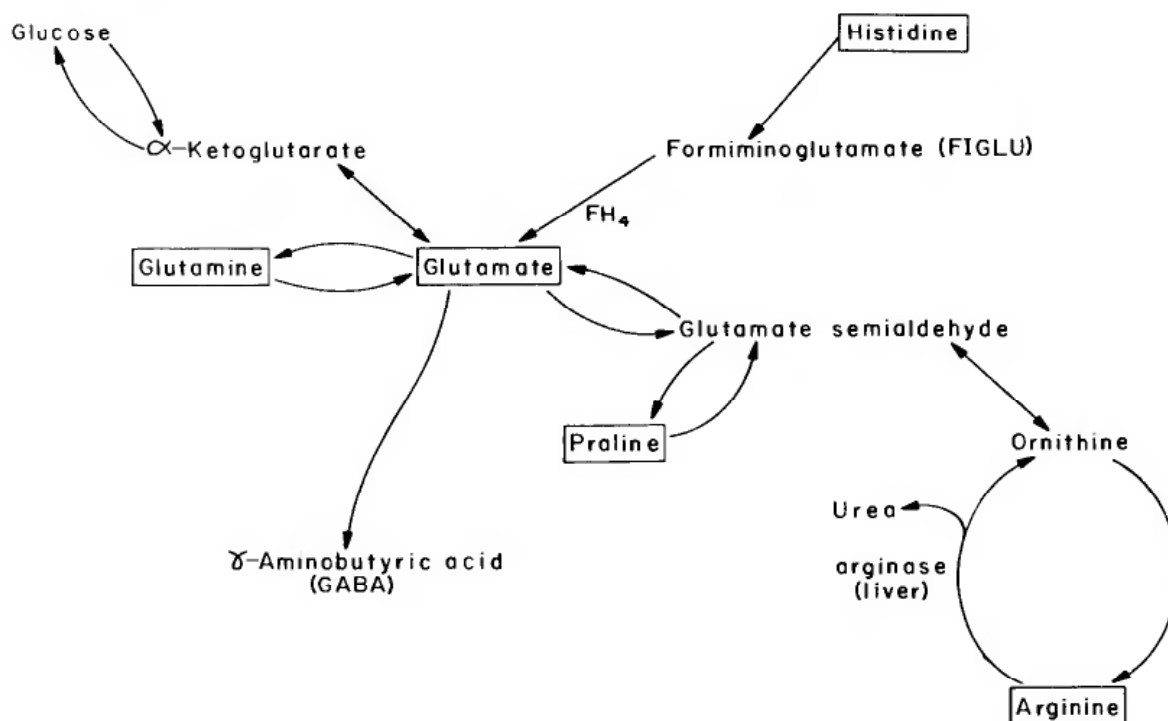 Glucose
Histidine
α-Ketoglutarate
Formiminoglutamate (FIGLU)
FH₄
Glutamine
Glutamate
Glutamate semialdehyde
Praline
Ornithine
Urea
γ-Aminobutyric acid
(GABA)
arginase
(liver)
Arginine